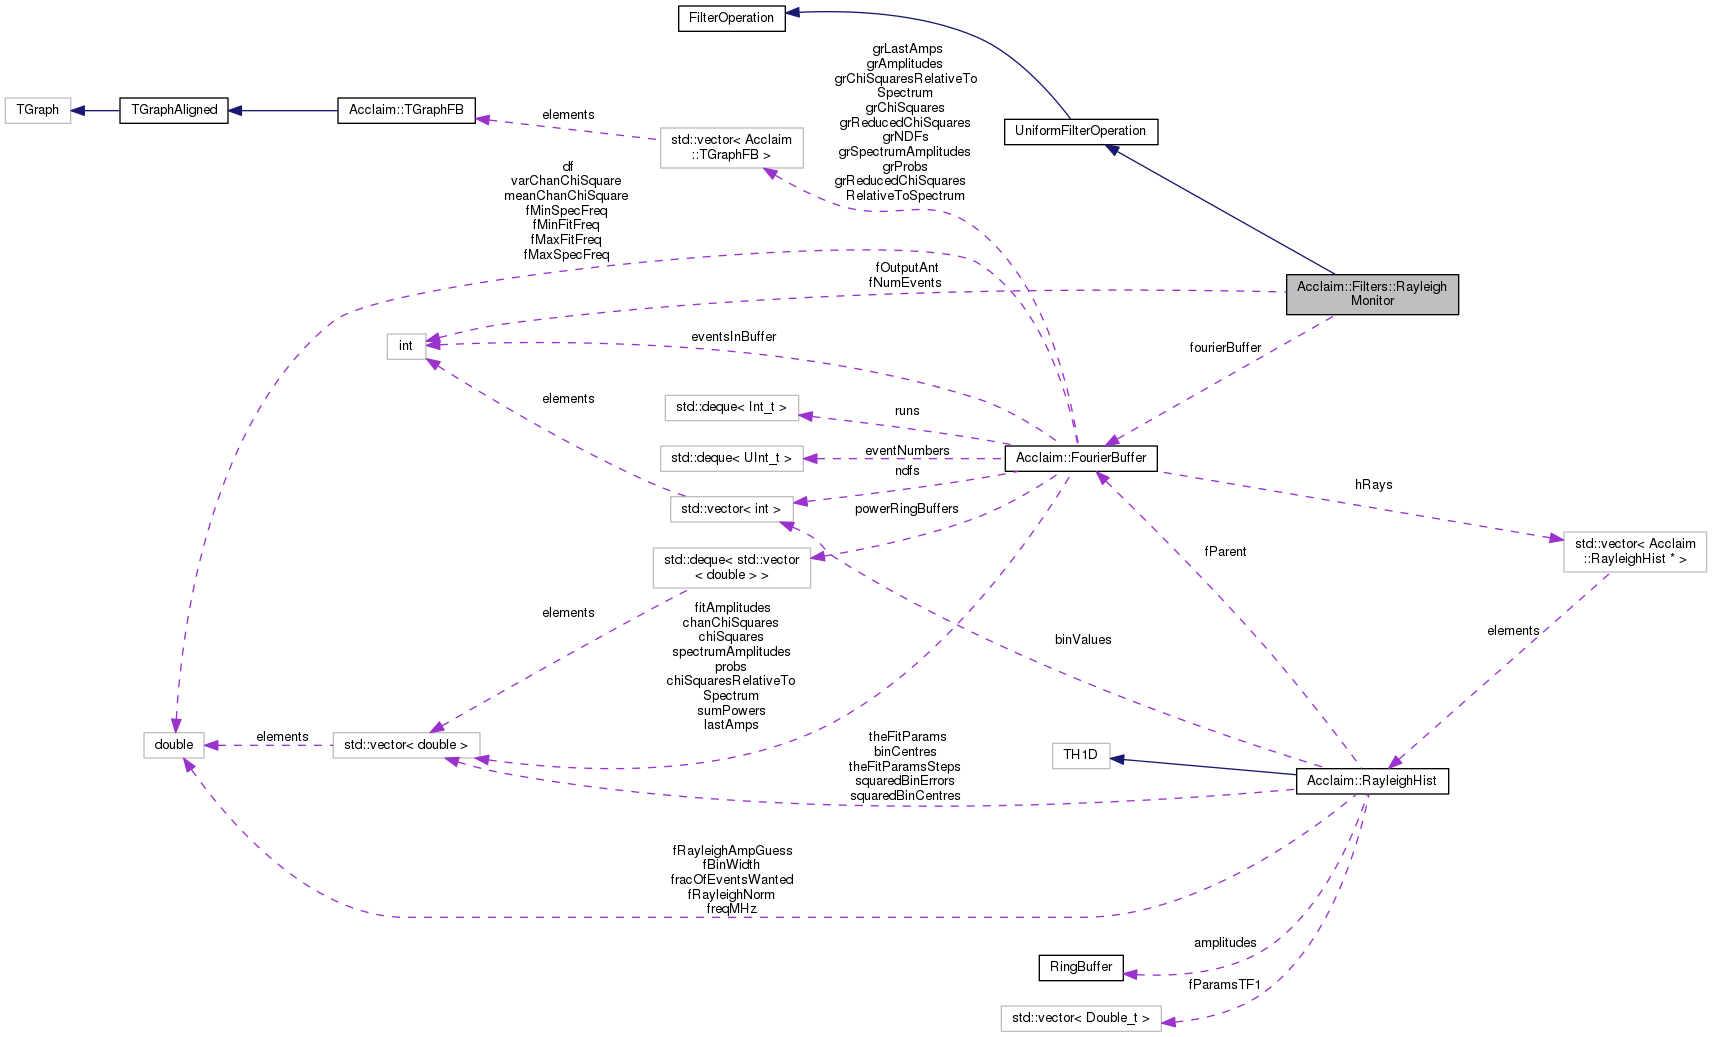 FilterOperation
grLastAmps
grAmplitudes
grChiSquaresRelativeTo
Spectrum
grChiSquares
grReducedChiSquares
grNDFs
grSpectrumAmplitudes
grProbs
grReducedChiSquares
RelativeToSpectrum
TGraph
TGraphAligned
Acclaim::TGraphFB
elements
std::vector< Acclaim
::TGraphFB >
UniformFilterOperation
df
varChanChiSquare
meanChanChiSquare
fMinSpecFreq
fMinFitFreq
fMaxFitFreq
fMaxSpecFreq
fOutputAnt
fNumEvents
Acclaim::Filters::Rayleigh
Monitor
int
eventsInBuffer
fourierBuffer
elements
std::deque< Int_t >
runs
std::deque< UInt_t >
eventNumbers
Acclaim::FourierBuffer
ndfs
std::vector< int >
powerRingBuffers
hRays
std::deque< std::vector
< double > >
fParent
std::vector< Acclaim
::RayleighHist * >
elements
fitAmplitudes
chanChiSquares
chiSquares
spectrumAmplitudes
probs
chiSquaresRelativeTo
Spectrum
sumPowers
lastAmps
binValues
elements
double
elements
std::vector< double >
theFitParams
binCentres
theFitParamsSteps
squaredBinErrors
squaredBinCentres
TH1D
Acclaim::RayleighHist
fRayleighAmpGuess
fBinWidth
fracOfEventsWanted
fRayleighNorm
freqMHz
amplitudes
RingBuffer
fParamsTF1
std::vector< Double_t >